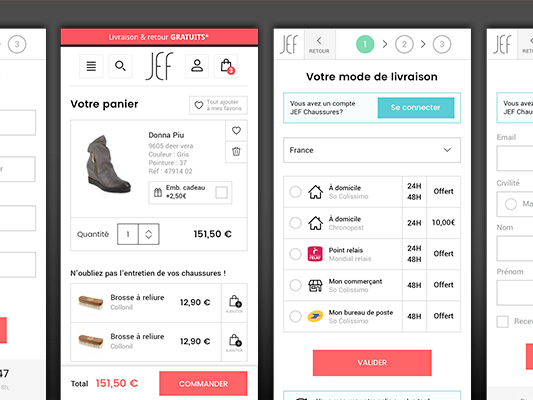 3
47
Livraison & retour GRATUITS*
JEF
3
Votre panier
Tout ajouter
à mes favoris
Donna Piu
9605 deer vera
Couleur : Gris
Pointure : 37
Réf : 47914 02
Emb. cadeau
+2,50€
Quantité
1
151,50 €
N'oubliez pas l'entretien de vos chaussures !
Brosse à reliure
Collonil
12,90 €
AJOUTER
Brosse à reliure
Collonil
12,90 €
AJOUTER
Total 151,50 €
COMMANDER
JEF
RETOUR
1
2
3
Votre mode de livraison
Vous avez un compte
JEF Chaussures?
Se connecter
France
À domicile
So Colissimo
24H
48H
Offert
À domicile
Chronopost
24H
10,00€
Point relais
Mondial relais
24H
48H
Offert
Mon commerçant
So Colissimo
48H
Offert
Mon bureau de poste
So Colissimo
48H
Offert
VALIDER
JEF
RETOUR
Vous avez
JEF Chaus
Email
Civilité
Ma
Nom
Prénom
Recev